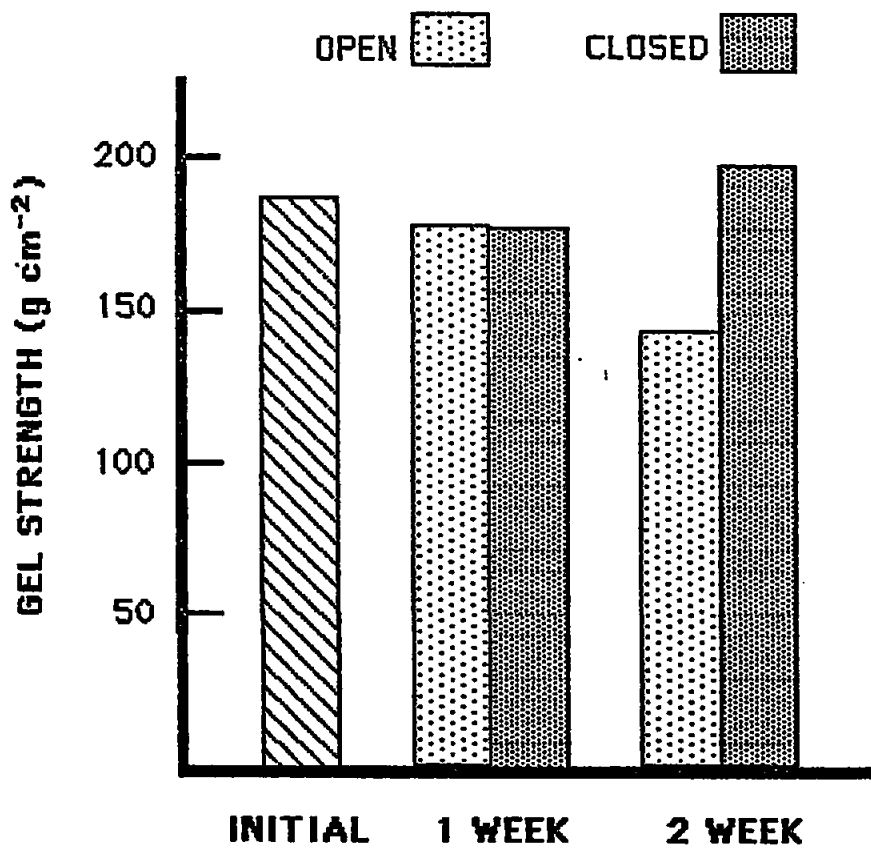 OPEN CLOSED
200
150
100
50
GEL STRENGTH (g cm⁻²)
INITIAL 1 WEEK 2 WEEK